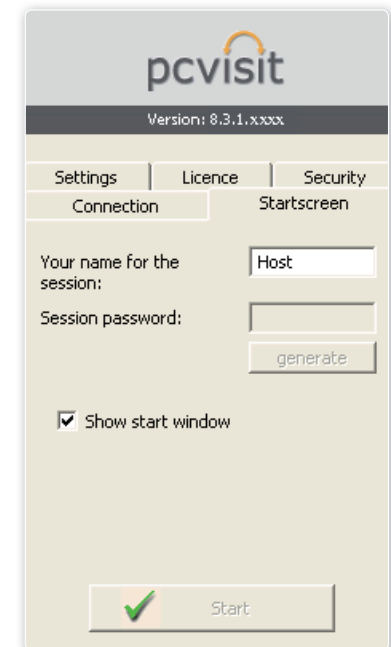 pcvisit
Version: 8.3.1.xxxx
Settings Licence Security
Connection Startscreen
Your name for the Host
session:
Session password:
generate
Show start window
Start